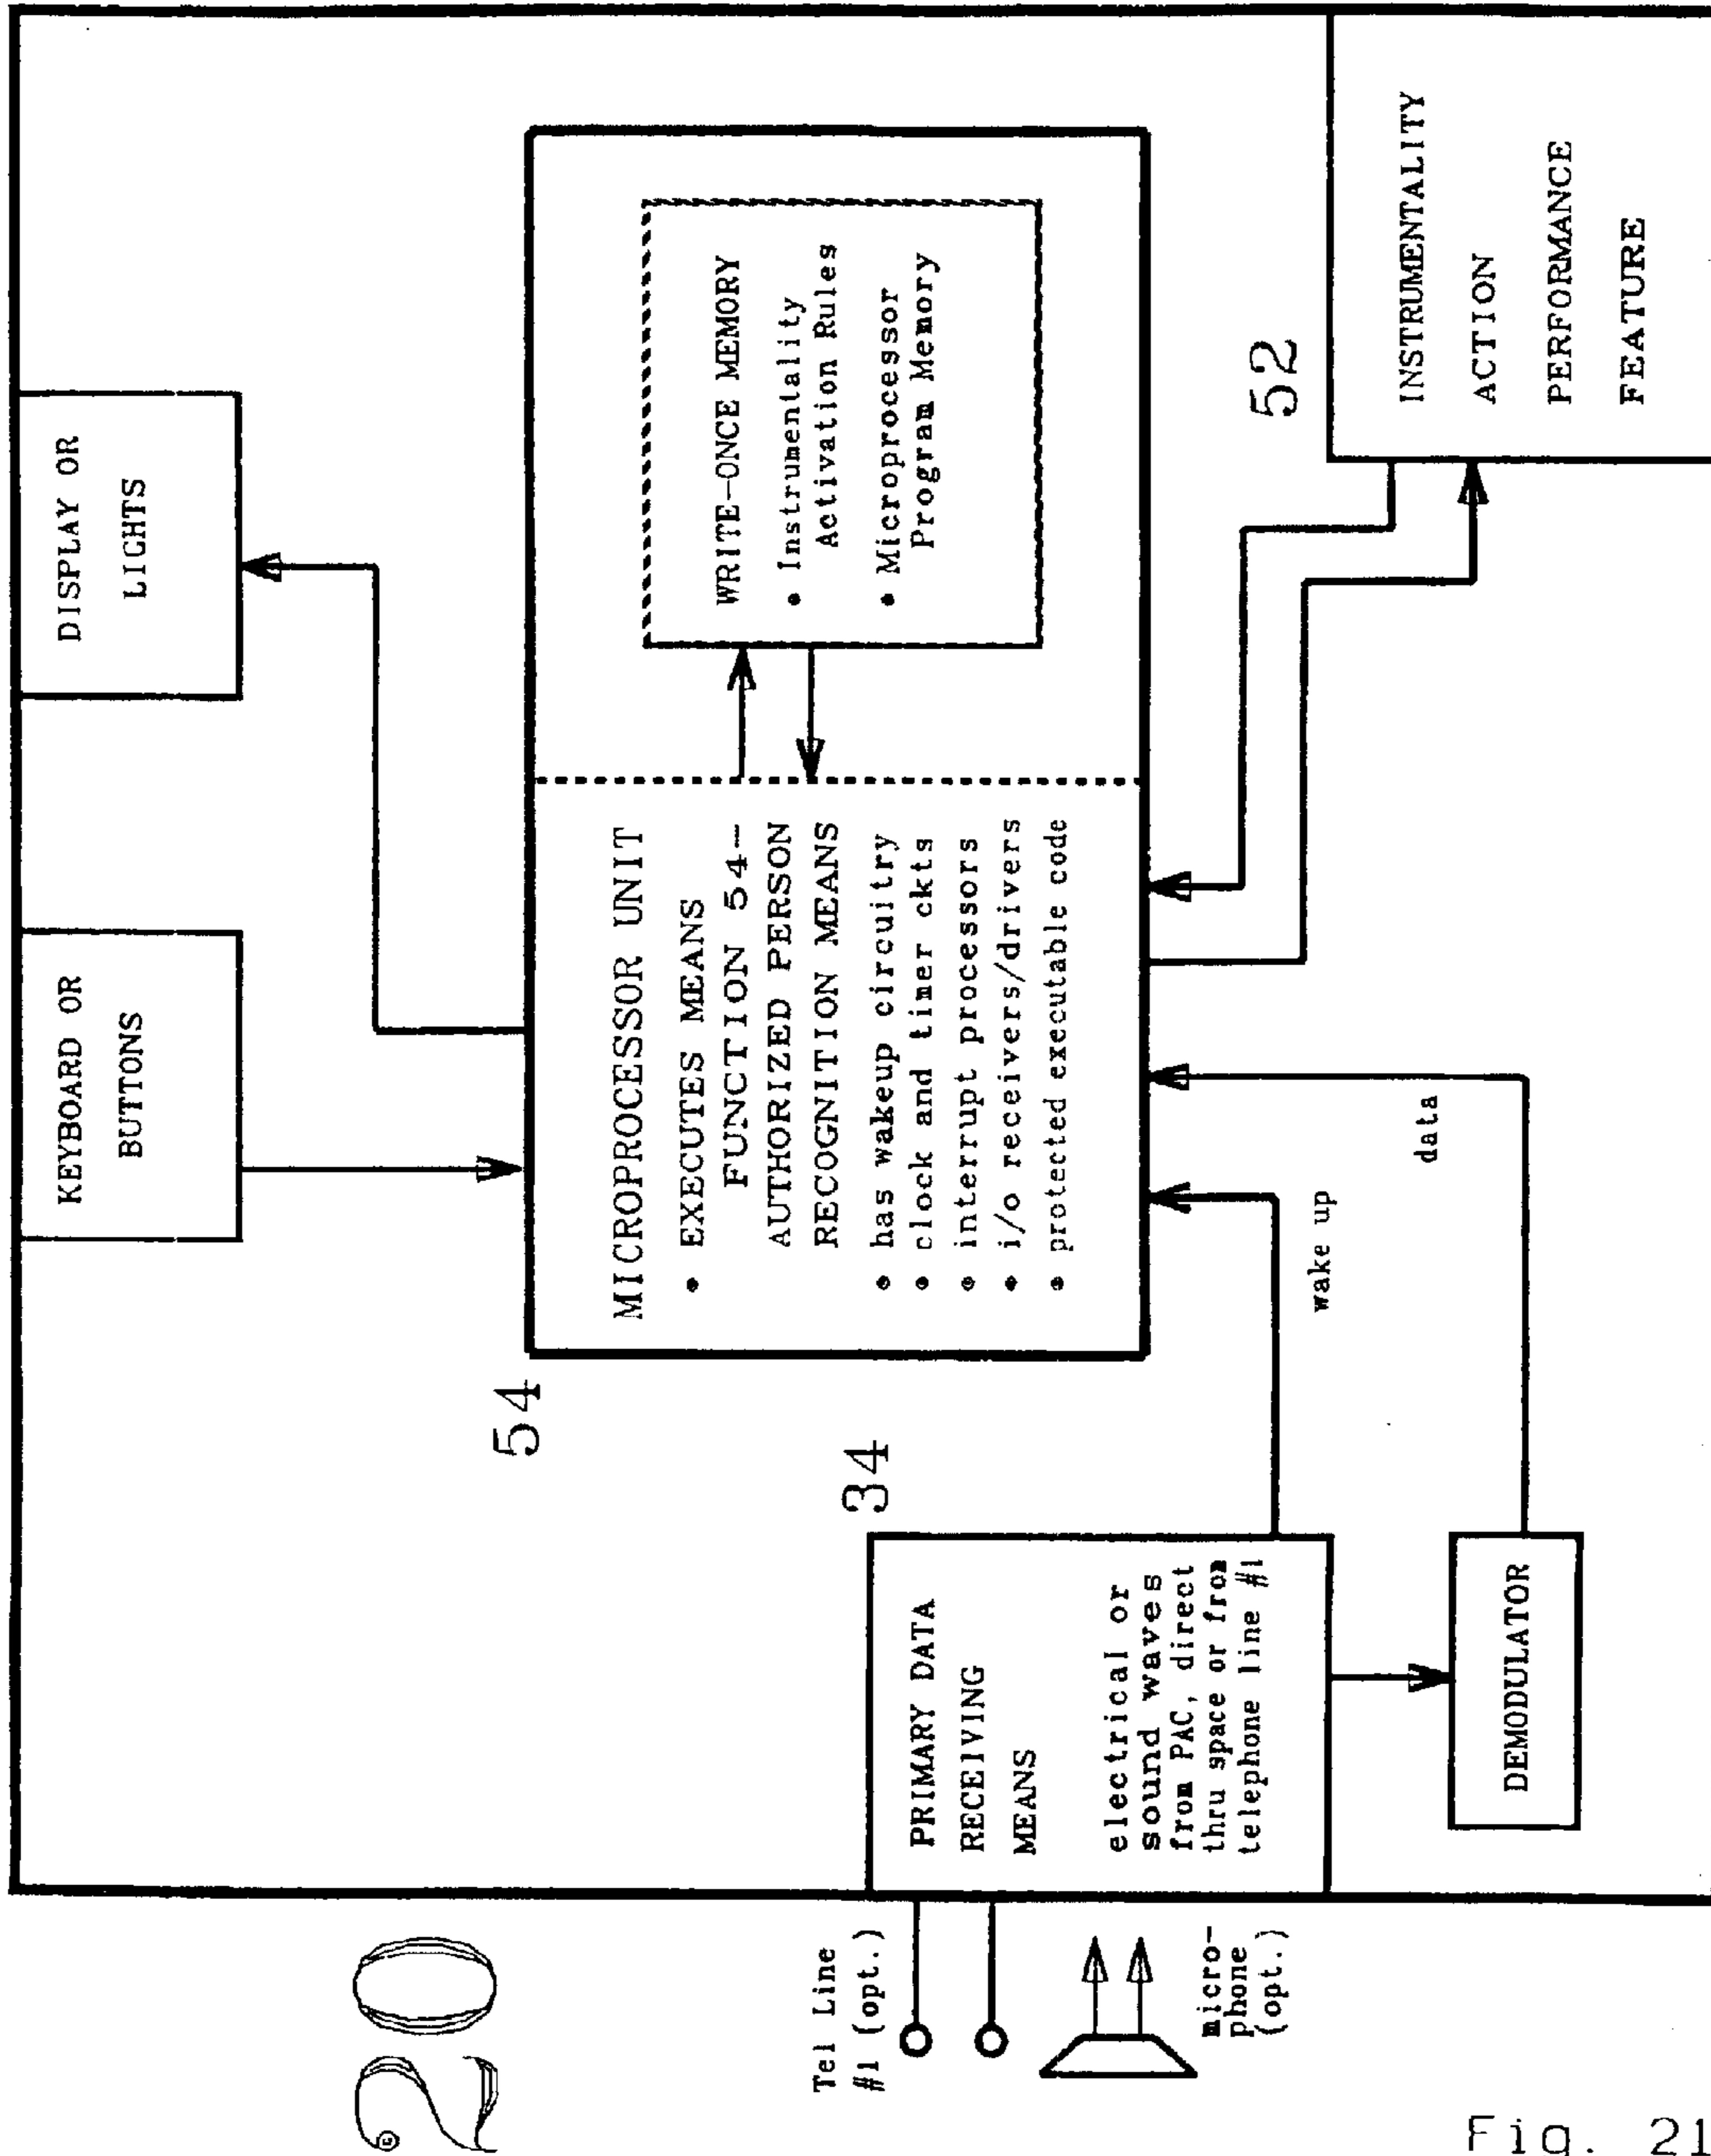 20
KEYBOARD OR
BUTTONS
DISPLAY OR
LIGHTS
54
MICROPROCESSOR UNIT
• EXECUTES MEANS
FUNCTION 54-
AUTHORIZED PERSON
RECOGNITION MEANS
• has wakeup circuitry
• clock and timer ckts
• interrupt processors
• i/o receivers/drivers
• protected executable code
WRITE-ONCE MEMORY
• Instrumentality
Activation Rules
• Microprocessor
Program Memory
Tel Line
#1 (opt.)
micro-
phone
(opt.)
34
PRIMARY DATA
RECEIVING
MEANS
electrical or
sound waves
from PAC, direct
thru space or from
telephone line #1
wake up
data
DEMODULATOR
52
INSTRUMENTALITY
ACTION
PERFORMANCE
FEATURE
Fig. 21